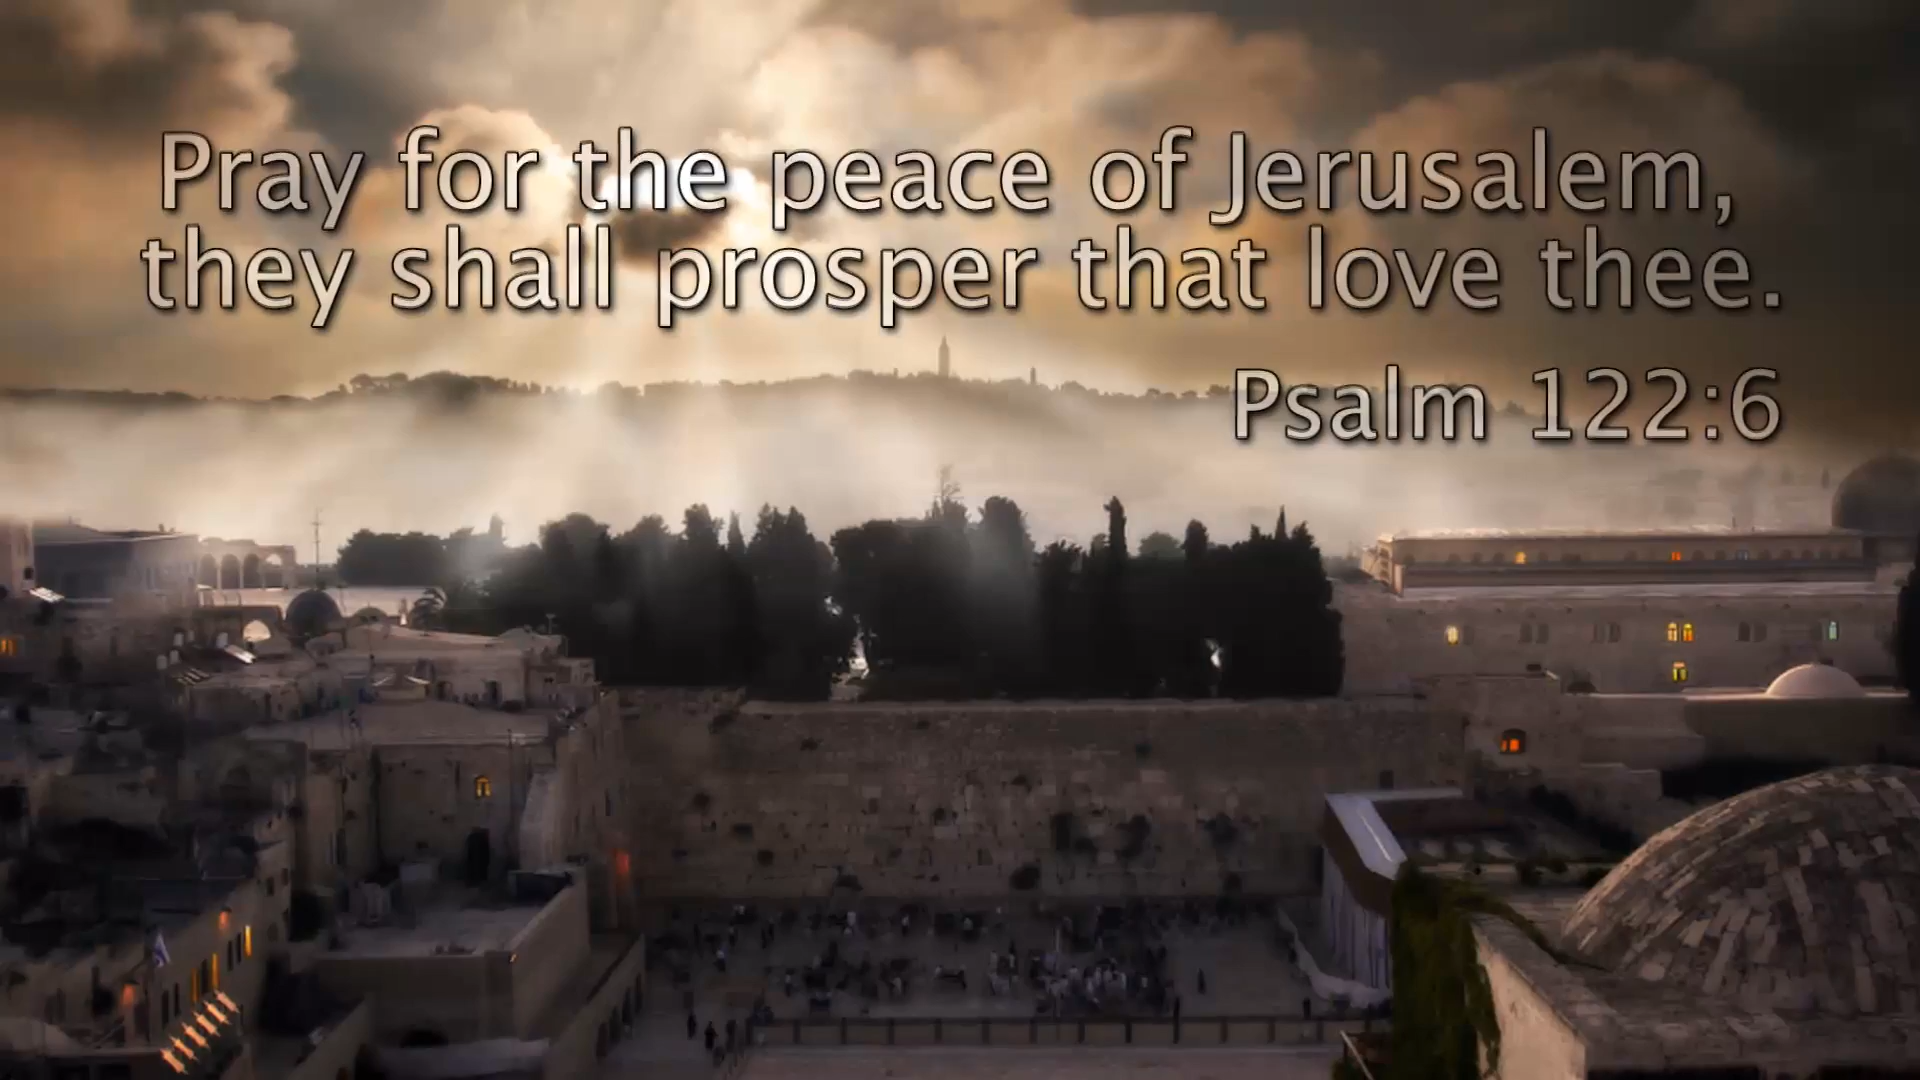 Pray for the peace of Jerusalem,
they shall prosper that love thee.
Psalm 122:6